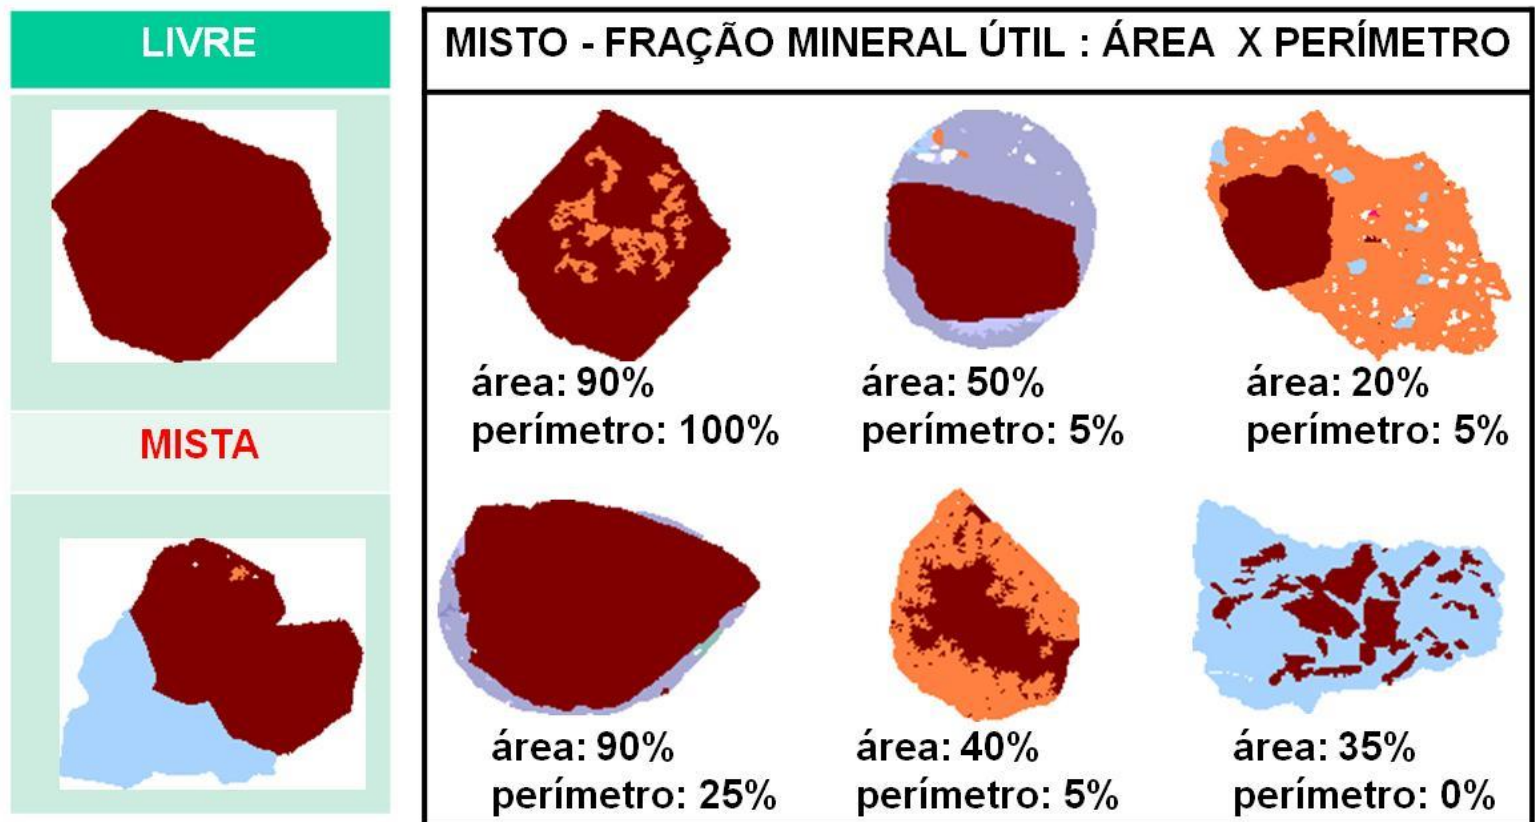 LIVRE
MISTA
MISTO - FRAÇÃO MINERAL ÚTIL : ÁREA X PERÍMETRO
área: 90%
perímetro: 100%
área: 50%
perímetro: 5%
área: 20%
perímetro: 5%
área: 90%
perímetro: 25%
área: 40%
perímetro: 5%
área: 35%
perímetro: 0%